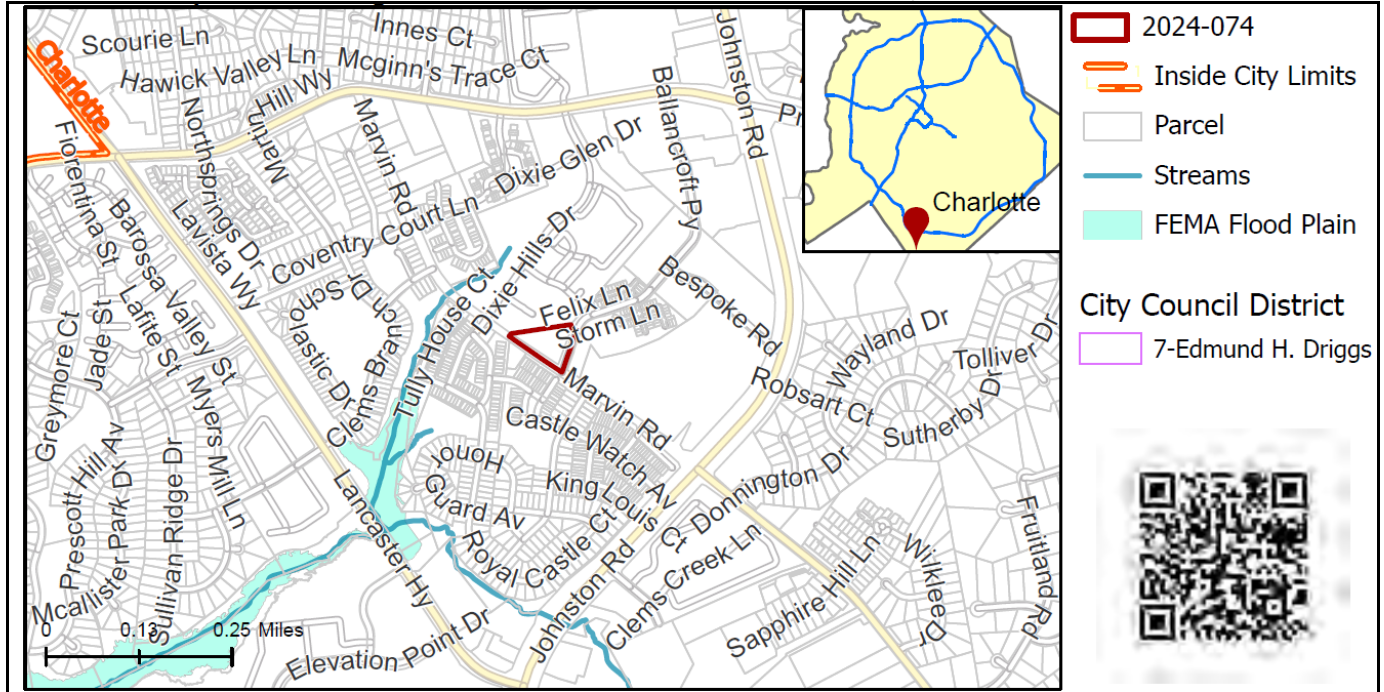 Scourie Ln
Innes Ct
Hawick Valley Ln
Mcginn's Trace Ct
Charlotte
Hill Wy
Martin
Northsprings Dr
Marvin Rd
Ballancroft Py
Johnston Rd
Pr
Fiorentina St
Barossa Valley St
Lavista Wy
Coventry Court Ln
Dixie Glen Dr
Dixie Hills Dr
Felix Ln
Storm Ln
Bespoke Rd
Greymore Ct
Jade St
Lafite St
Myers Mill Ln
Scholastic Dr
Clems Branch Dr
Tully House Ct
Marvin Rd
Wayland Dr
Tolliver Dr
Robsart Ct
Sutherby Dr
Castle Watch Av
Honor
Guard Av
King Louis Ct
Donnington Dr
Prescott Hill Av
Mcallister Park Dr
Sullivan Ridge Dr
Lancaster Hy
Royal Castle Ct
Johnston Rd
Clems Creek Ln
Sapphire Hill Ln
Wilklee Dr
Fruitland Rd
Elevation Point Dr
0 0.13 0.25 Miles
Charlotte
2024-074
Inside City Limits
Parcel
Streams
FEMA Flood Plain
City Council District
7-Edmund H. Driggs